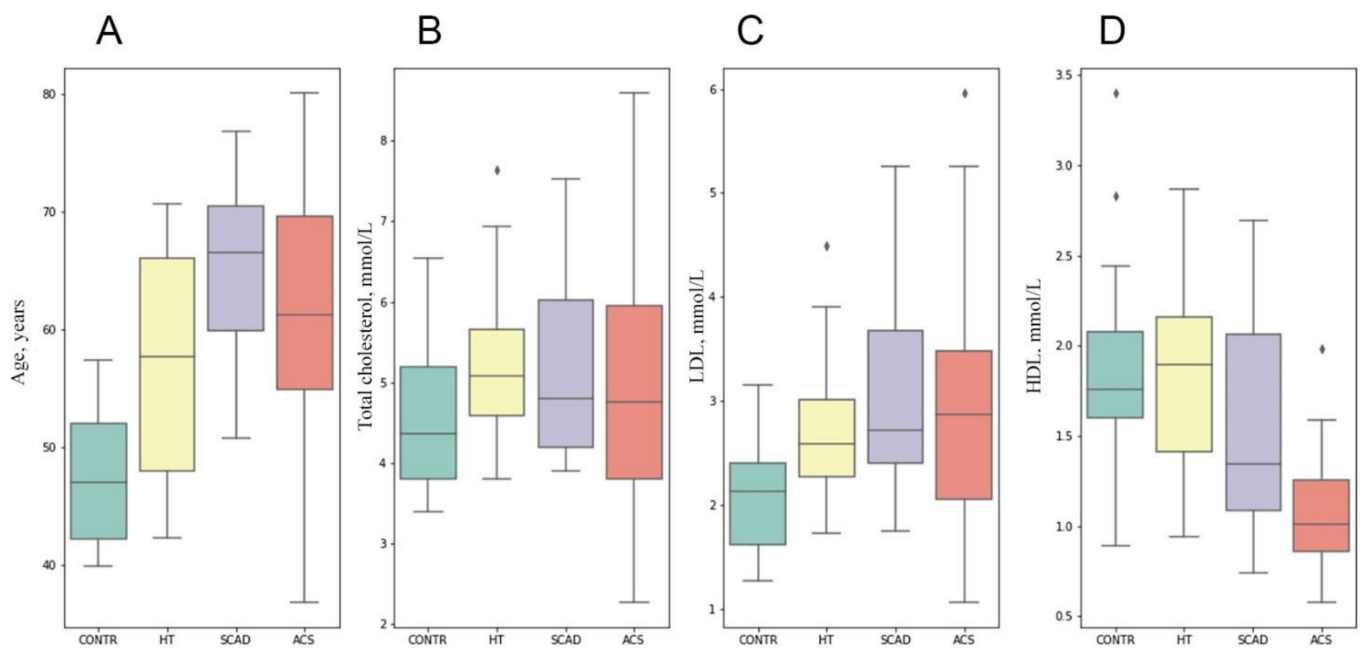 A
B
C
D
Age, years
80
70
60
50
40
CONTR HT SCAD ACS
Total cholesterol, mmol/L
8
7
6
5
4
3
2
CONTR HT SCAD ACS
LDL, mmol/L
6
5
4
3
2
1
CONTR HT SCAD ACS
HDL. mmol/L
3.5
3.0
2.5
2.0
1.5
1.0
0.5
CONTR HT SCAD ACS